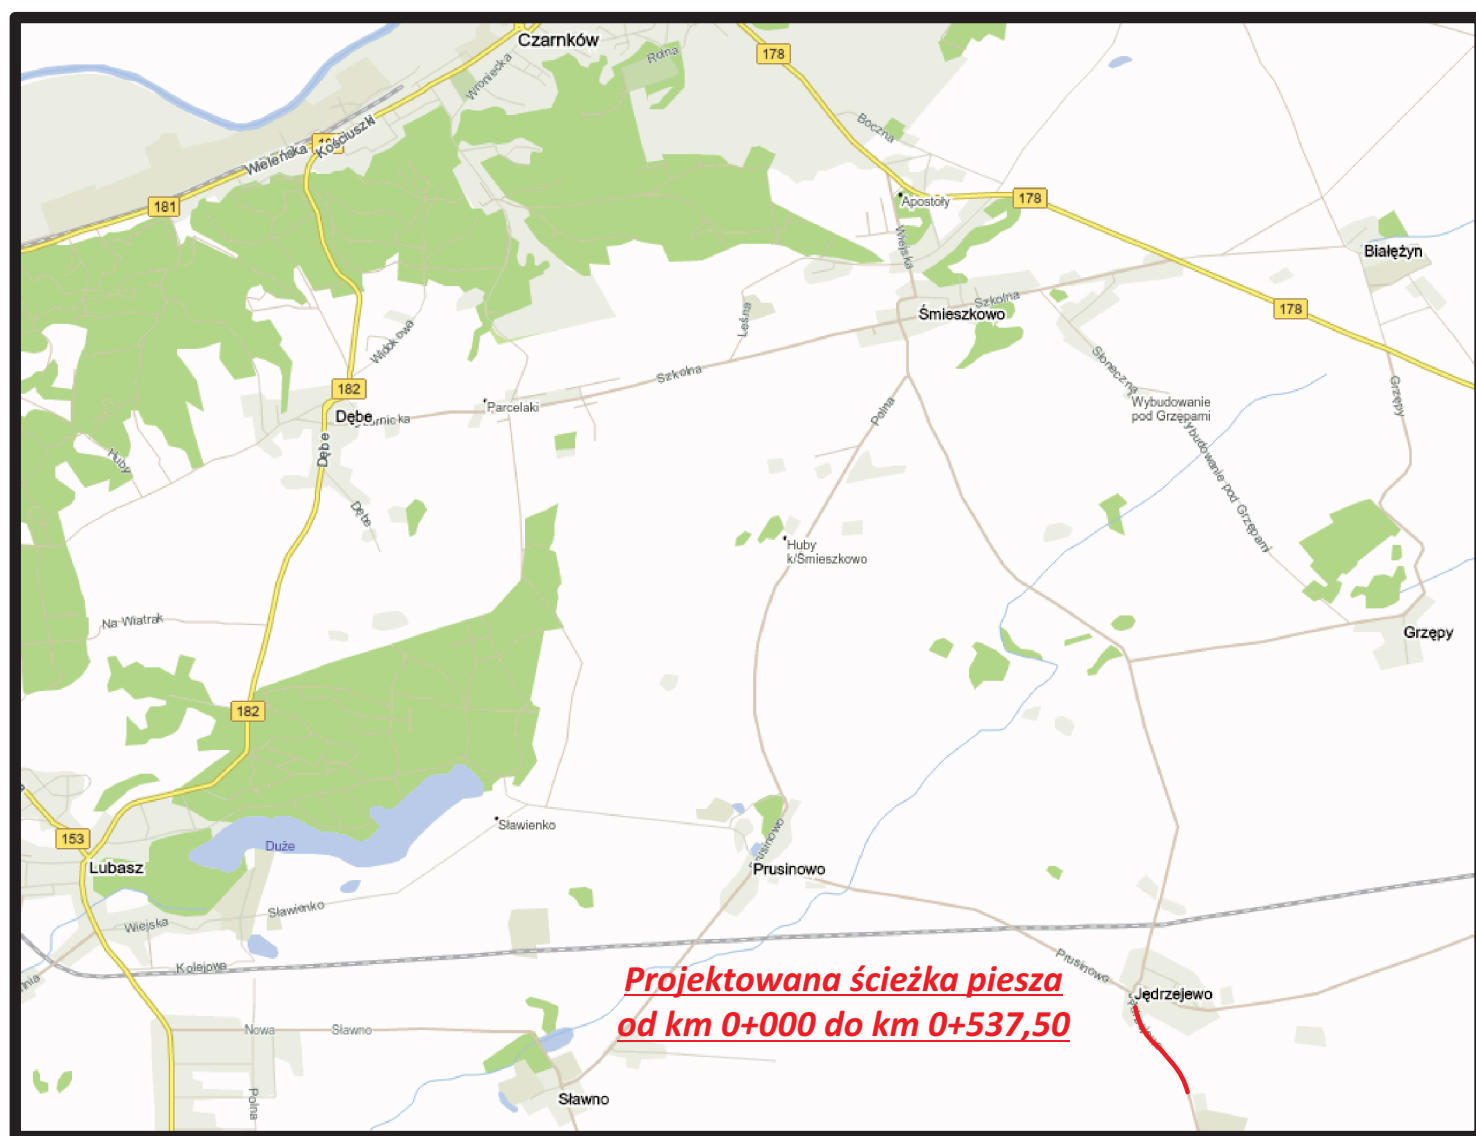 Czarnków
Rolna
178
Wroniecka
Kościuszki
Wieleńska
Boczna
181
Apostoły
178
Wiejska
Białężyn
Szkolna
Śmieszkowo
178
Leśna
Widokowa
Słoneczna
Szkolna
182
Grzępy
Parcelaki
Wybudowanie
pod Grzępami
Dębe
Polna
Dębe
Huby
Wybudowanie pod Grzępami
Dębe
Huby
k/Śmieszkowo
Na Wiatrak
Grzępy
182
Sławienko
153
Duże
Prusinowo
Lubasz
Prusinowo
Sławienko
Wiejska
Kolejowa
Prusinowo
Projektowana ścieżka piesza
od km 0+000 do km 0+537,50
Jędrzejewo
Nowa
Sławno
Polna
Sławno